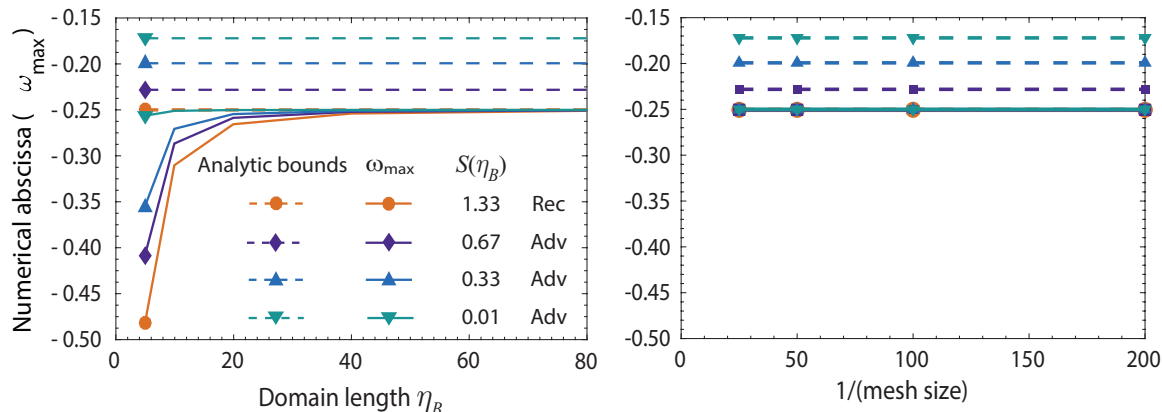 Numerical abscissa ( ω_max)
-0.15
-0.20
-0.25
-0.30
-0.35
-0.40
-0.45
-0.50
0 20 40 60 80
Domain length η_B
Analytic bounds ω_max S(η_B)
1.33 Rec
0.67 Adv
0.33 Adv
0.01 Adv
-0.15
-0.20
-0.25
-0.30
-0.35
-0.40
-0.45
-0.50
0 50 100 150 200
1/(mesh size)